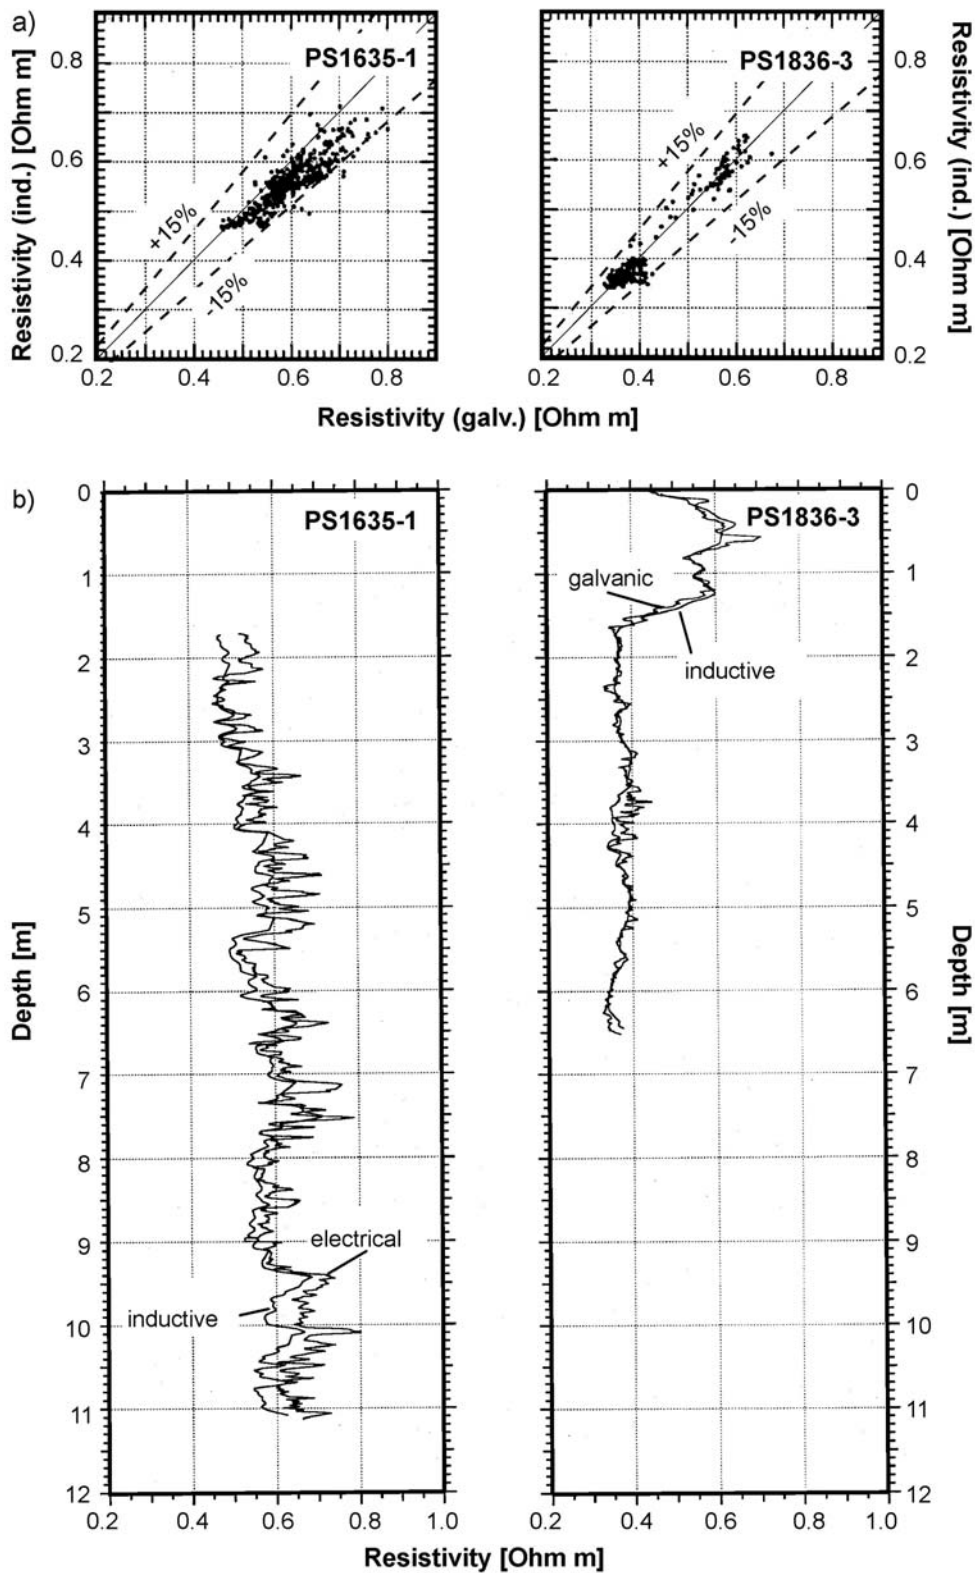 a)
Resistivity (ind.) [Ohm m]
0.8
0.6
0.4
0.2
PS1635-1
+15%
-15%
0.2 0.4 0.6 0.8
PS1836-3
+15%
-15%
0.2 0.4 0.6 0.8
0.8
0.6
0.4
0.2
Resistivity (ind.) [Ohm m]
Resistivity (galv.) [Ohm m]
b)
Depth [m]
0
1
2
3
4
5
6
7
8
9
10
11
12
PS1635-1
electrical
inductive
0.2 0.4 0.6 0.8 1.0
PS1836-3
galvanic
inductive
0.2 0.4 0.6 0.8 1.0
0
1
2
3
4
5
6
7
8
9
10
11
12
Depth [m]
Resistivity [Ohm m]